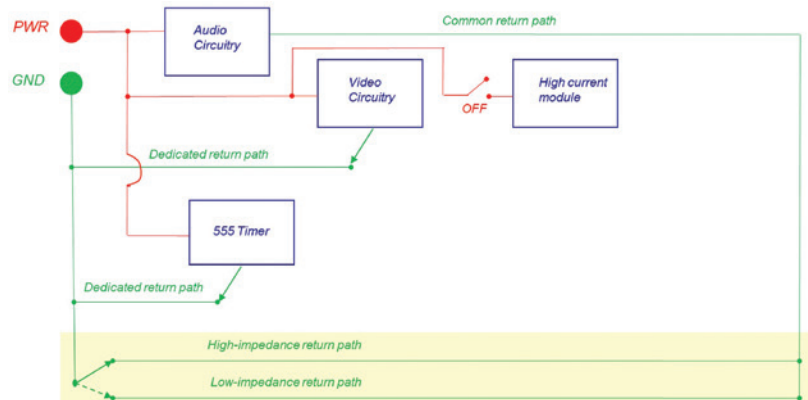 PWR
Audio
Circuitry
Common return path
GND
Video
Circuitry
OFF
High current
module
Dedicated return path
555 Timer
Dedicated return path
High-impedance return path
Low-impedance return path